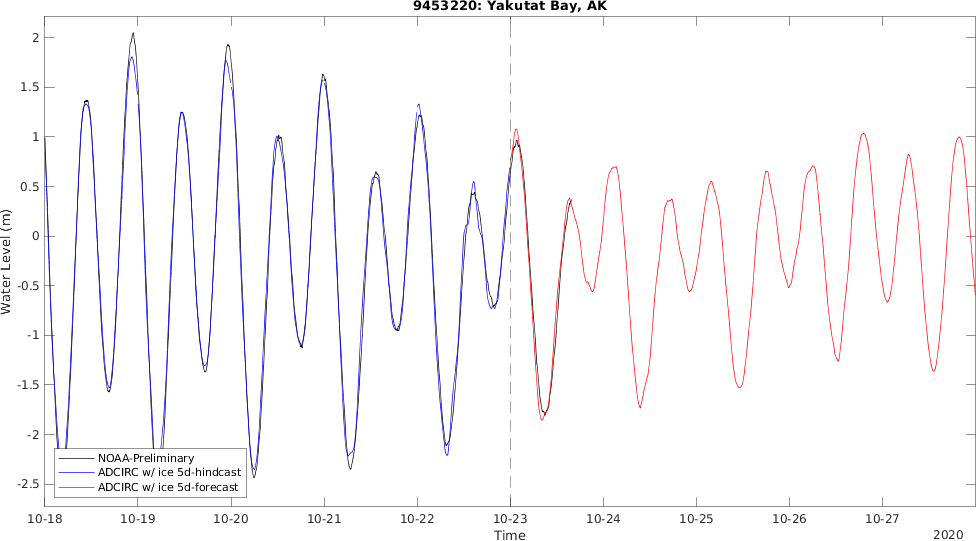 9453220: Yakutat Bay, AK
Water Level (m)
2
1.5
1
0.5
0
-0.5
-1
-1.5
-2
-2.5
NOAA-Preliminary
ADCIRC w/ ice 5d-hindcast
ADCIRC w/ ice 5d-forecast
10-18 10-19 10-20 10-21 10-22 10-23 10-24 10-25 10-26 10-27
Time
2020